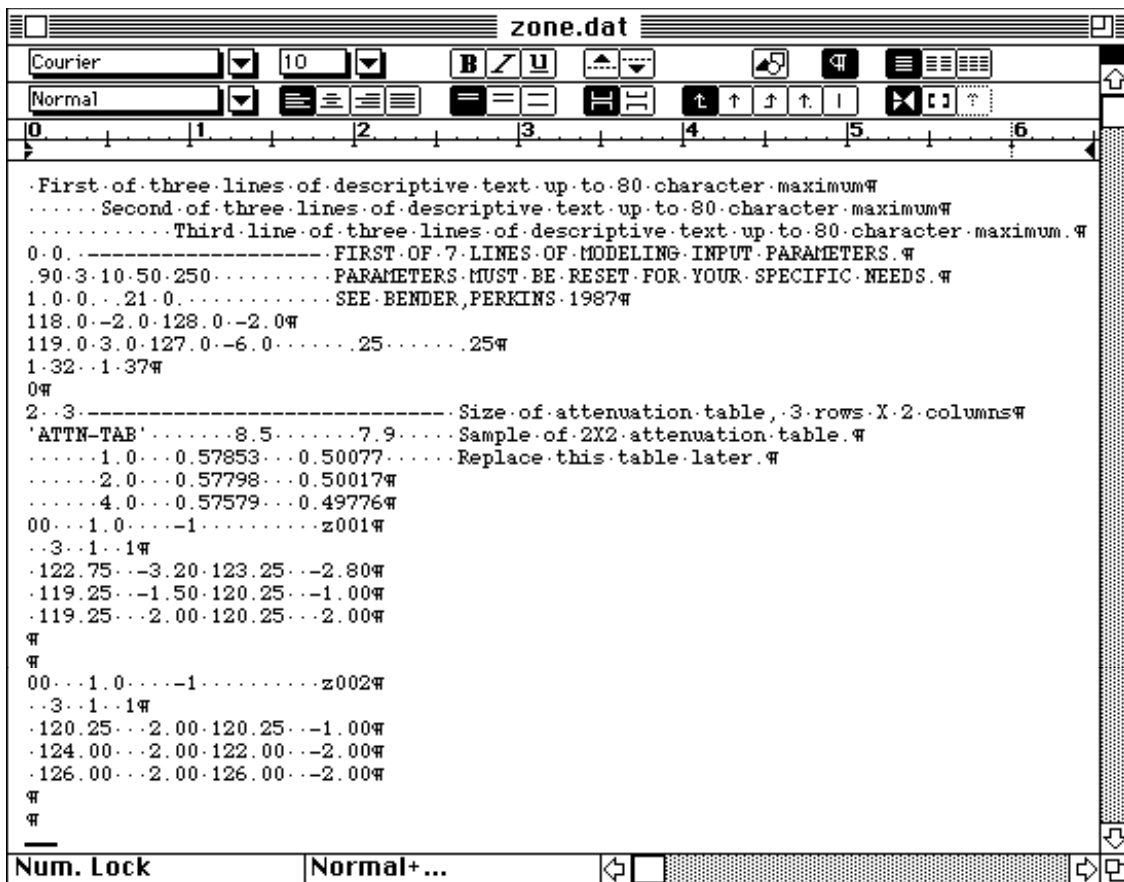 zone.dat
Courier 10 B I U ¶
Normal
0 1 2 3 4 5 6
First of three lines of descriptive text up to 80 character maximum¶
      Second of three lines of descriptive text up to 80 character maximum¶
            Third line of three lines of descriptive text up to 80 character maximum.¶
0 0. -------------------- FIRST OF 7 LINES OF MODELING INPUT PARAMETERS.¶
.90 3 10 50 250          PARAMETERS MUST BE RESET FOR YOUR SPECIFIC NEEDS.¶
1.0 0. .21 0.            SEE BENDER,PERKINS 1987¶
118.0 -2.0 128.0 -2.0¶
119.0 3.0 127.0 -6.0      .25      .25¶
1 32  1 37¶
0¶
2  3 ------------------------------ Size of attenuation table, 3 rows X 2 columns¶
'ATTN-TAB'       8.5       7.9     Sample of 2X2 attenuation table.¶
      1.0   0.57853   0.50077     Replace this table later.¶
      2.0   0.57798   0.50017¶
      4.0   0.57579   0.49776¶
00   1.0    -1          z001¶
  3  1  1¶
 122.75  -3.20 123.25  -2.80¶
 119.25  -1.50 120.25  -1.00¶
 119.25   2.00 120.25   2.00¶
¶
¶
00   1.0    -1          z002¶
  3  1  1¶
 120.25   2.00 120.25  -1.00¶
 124.00   2.00 122.00  -2.00¶
 126.00   2.00 126.00  -2.00¶
¶
¶
Num. Lock Normal+...